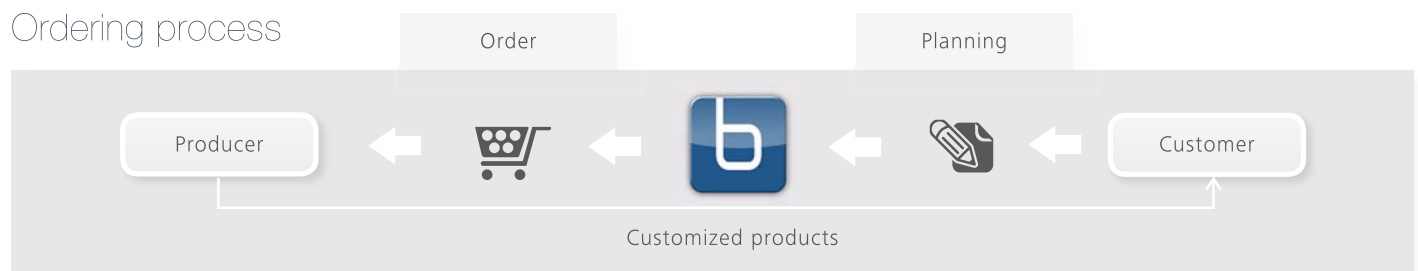 Ordering process
Order
Planning
Producer
b
Customer
Customized products